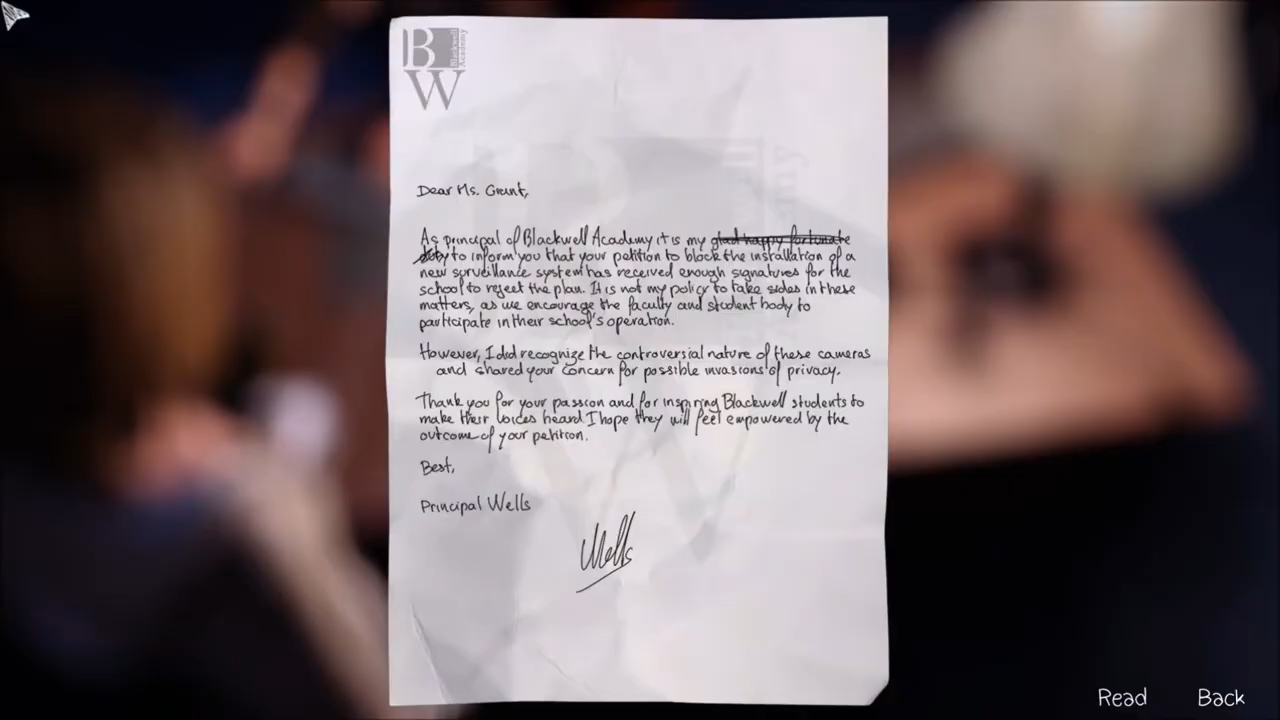 B
W
Blackwell
Academy
Dear Ms. Grant,
As principal of Blackwell Academy it is my glad happy fortunate
duty to inform you that your petition to block the installation of a
new surveillance system has received enough signatures for the
school to reject the plan. It is not my policy to take sides in these
matters, as we encourage the faculty and student body to
participate in their school's operation.
However, I did recognize the controversial nature of these cameras
and shared your concern for possible invasions of privacy.
Thank you for your passion and for inspiring Blackwell students to
make their voices heard I hope they will feel empowered by the
outcome of your petition.
Best,
Principal Wells
Wells
Read
Back